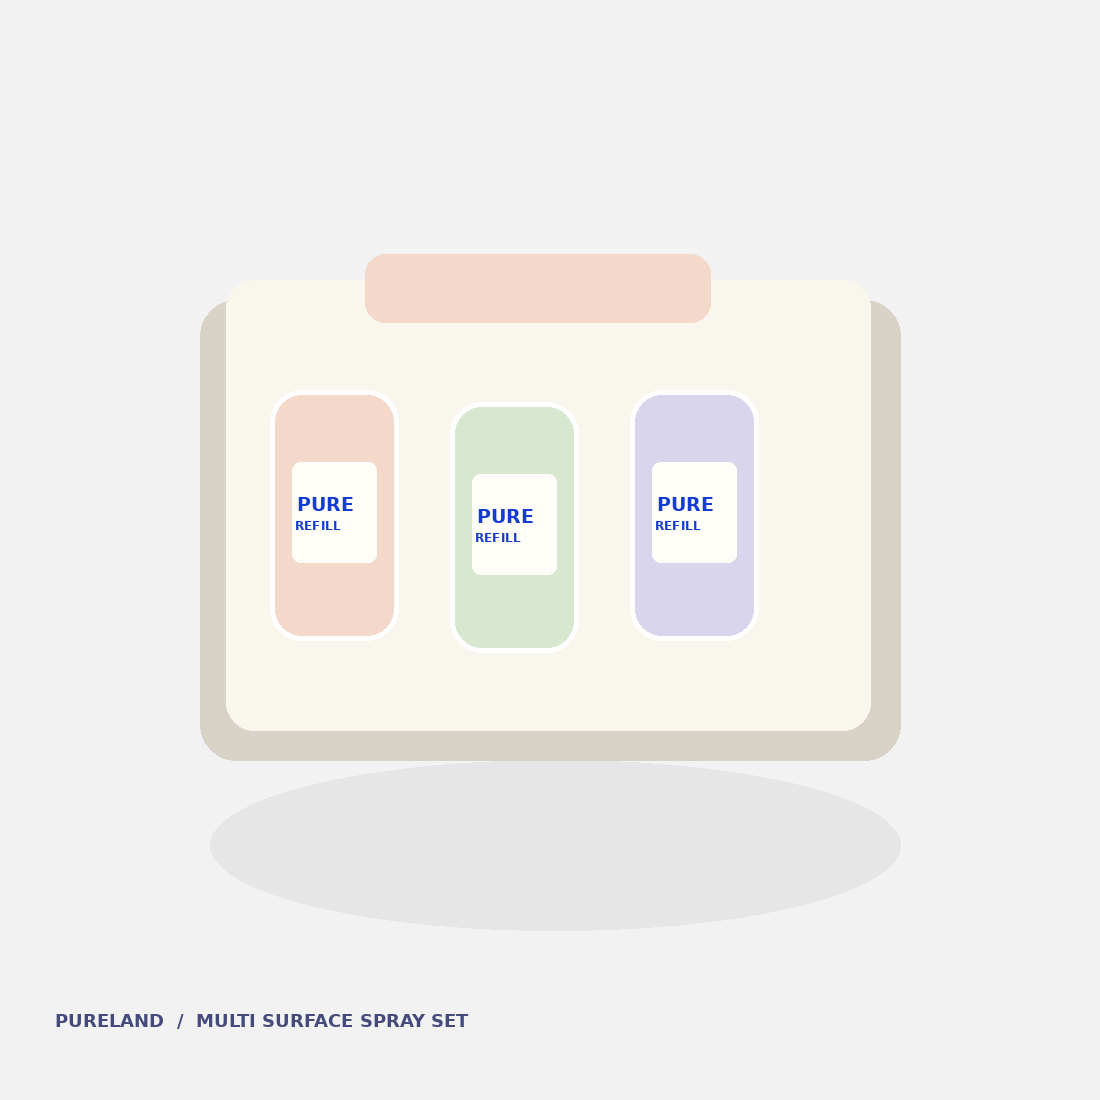 PURE
REFILL
PURE
REFILL
PURE
REFILL
PURELAND / MULTI SURFACE SPRAY SET